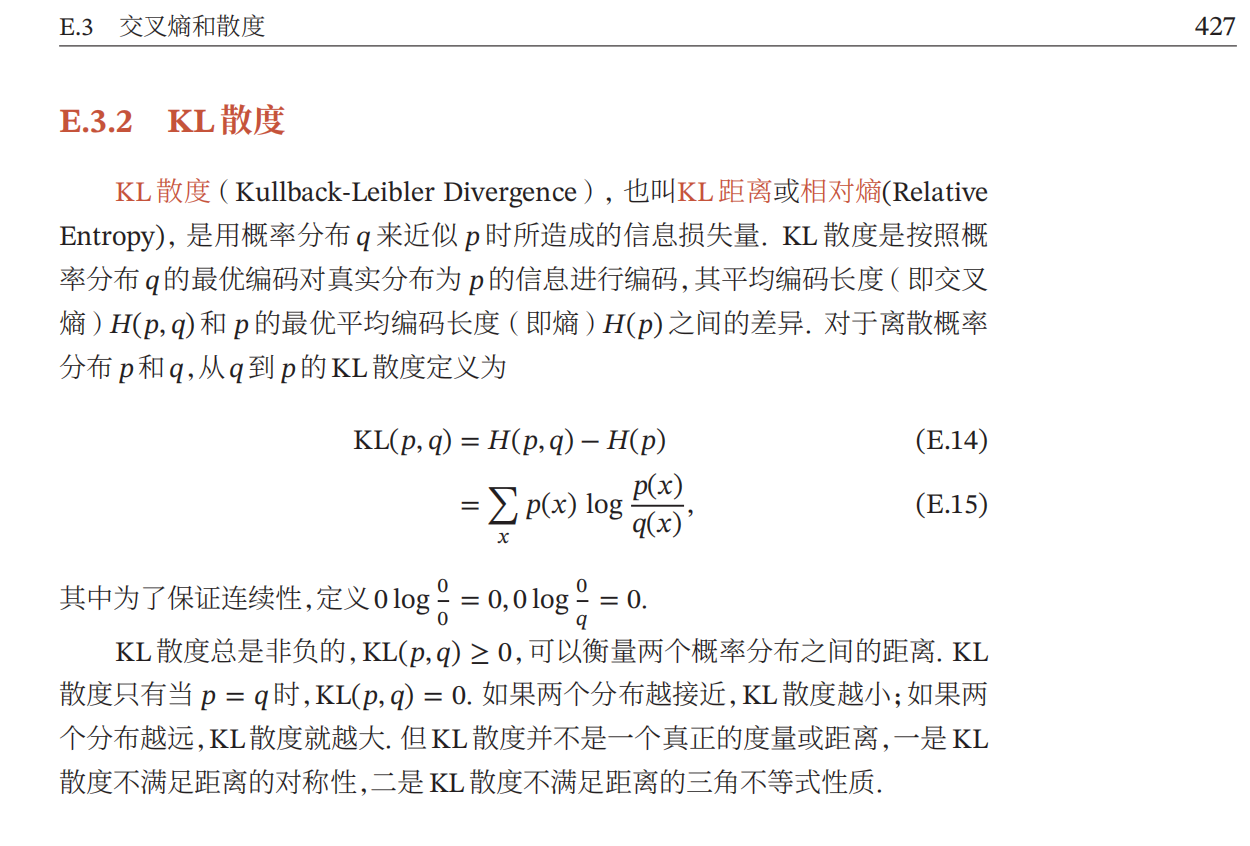 E.3 交叉熵和散度 427
E.3.2 KL 散度
KL 散度（Kullback-Leibler Divergence），也叫KL 距离或相对熵(Relative
Entropy)，是用概率分布 q 来近似 p 时所造成的信息损失量. KL 散度是按照概
率分布 q 的最优编码对真实分布为 p 的信息进行编码,其平均编码长度（即交叉
熵）H(p, q) 和 p 的最优平均编码长度（即熵）H(p) 之间的差异. 对于离散概率
分布 p 和 q,从 q 到 p 的 KL 散度定义为
KL(p, q) = H(p, q) − H(p) (E.14)
= ∑_x p(x) log p(x)/q(x), (E.15)
其中为了保证连续性,定义 0 log 0/0 = 0, 0 log 0/q = 0.
KL 散度总是非负的, KL(p, q) ≥ 0,可以衡量两个概率分布之间的距离. KL
散度只有当 p = q 时, KL(p, q) = 0. 如果两个分布越接近, KL 散度越小;如果两
个分布越远, KL 散度就越大. 但 KL 散度并不是一个真正的度量或距离,一是 KL
散度不满足距离的对称性,二是 KL 散度不满足距离的三角不等式性质.